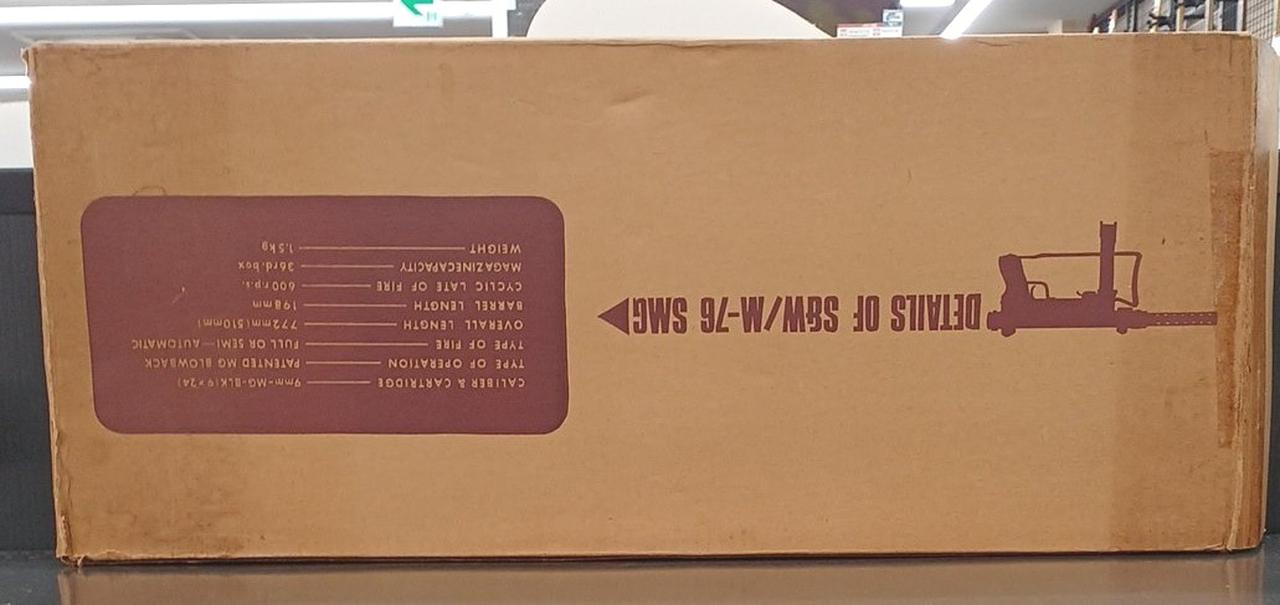 DETAILS OF S&W/M-76 SMG
CALIBER & CARTRIDGE 9mm-MG-BLK(9×24)
TYPE OF OPERATION PATENTED MG BLOWBACK
TYPE OF FIRE FULL OR SEMI-AUTOMATIC
OVERALL LENGTH 772mm(510mm)
BARREL LENGTH 198mm
CYCLIC LATE OF FIRE 600r.p.s.
MAGAZINECAPACITY 36rd.box
WEIGHT 1.5kg